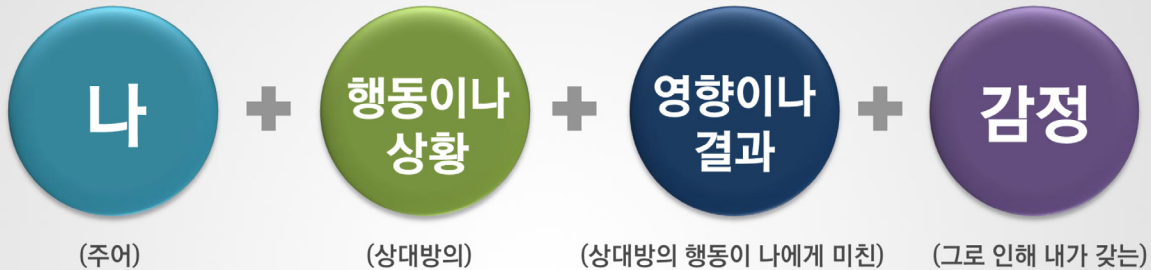 나
행동이나
상황
영향이나
결과
감정
(주어)
(상대방의)
(상대방의 행동이 나에게 미친)
(그로 인해 내가 갖는)